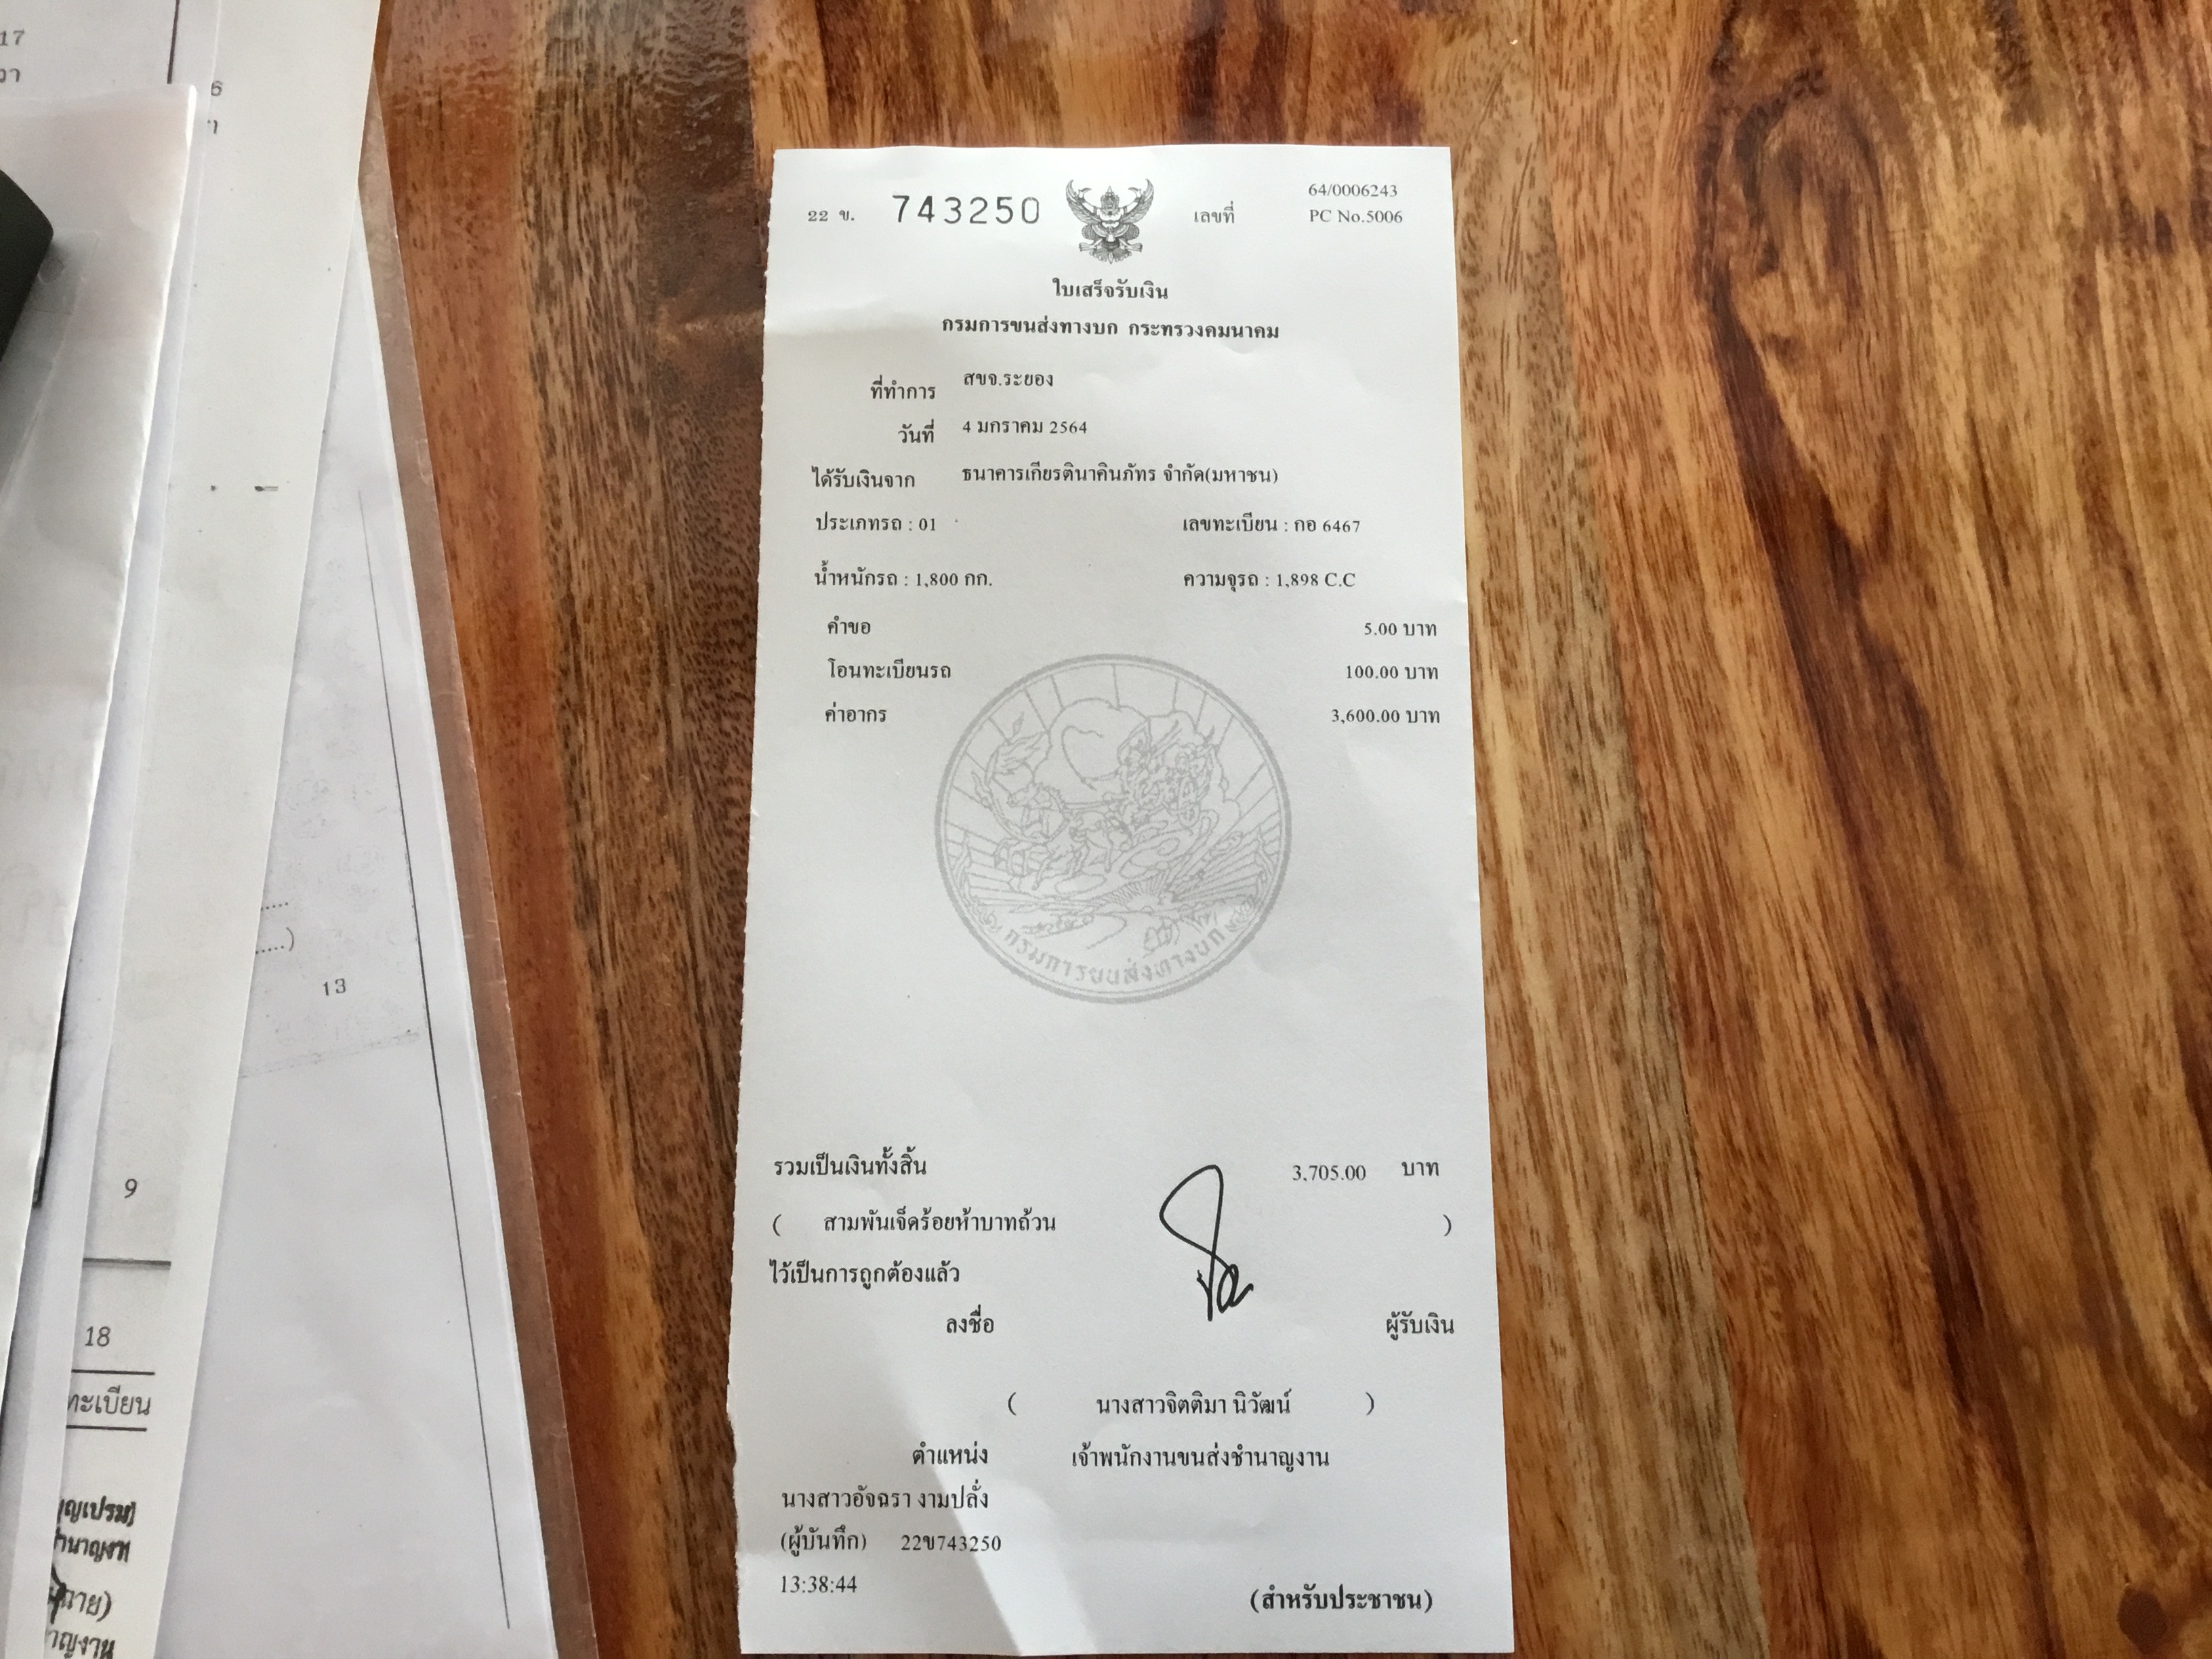 17
6
22 ข. 743250 เลขที่ 64/0006243
PC No.5006
ใบเสร็จรับเงิน
กรมการขนส่งทางบก กระทรวงคมนาคม
ที่ทำการ สขจ.ระยอง
วันที่ 4 มกราคม 2564
ได้รับเงินจาก ธนาคารเกียรตินาคินภัทร จำกัด(มหาชน)
ประเภทรถ : 01 เลขทะเบียน : กอ 6467
น้ำหนักรถ : 1,800 กก. ความจุรถ : 1,898 C.C
คำขอ 5.00 บาท
โอนทะเบียนรถ 100.00 บาท
ค่าอากร 3,600.00 บาท
กรมการขนส่งทางบก
รวมเป็นเงินทั้งสิ้น 3,705.00 บาท
( สามพันเจ็ดร้อยห้าบาทถ้วน )
ไว้เป็นการถูกต้องแล้ว
ลงชื่อ ผู้รับเงิน
( นางสาวจิตติมา นิวัฒน์ )
ตำแหน่ง เจ้าพนักงานขนส่งชำนาญงาน
นางสาวอัจฉรา งามปลั่ง
(ผู้บันทึก) 22ข743250
13:38:44
(สำหรับประชาชน)
13
9
18
ทะเบียน